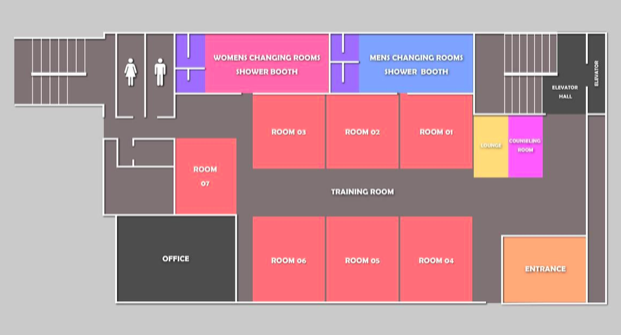 WOMENS CHANGING ROOMS
SHOWER BOOTH
MENS CHANGING ROOMS
SHOWER BOOTH
ELEVATOR
HALL
ELEVATOR
ROOM 03
ROOM 02
ROOM 01
LOUNGE
COUNSELING
ROOM
ROOM
07
TRAINING ROOM
OFFICE
ROOM 06
ROOM 05
ROOM 04
ENTRANCE